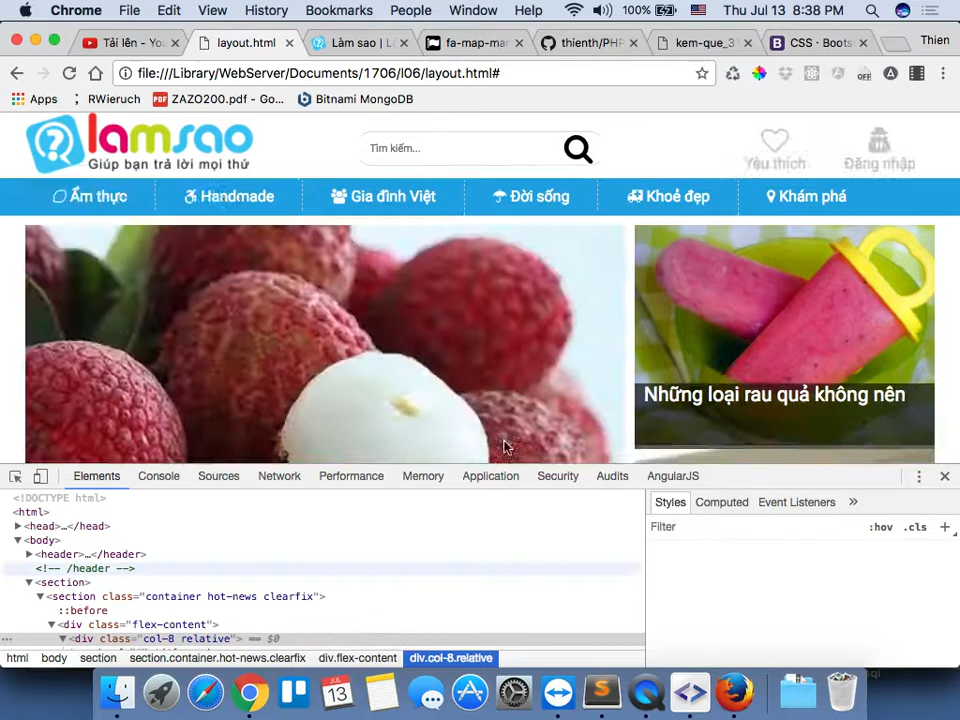 Chrome File Edit View History Bookmarks People Window Help 100% Thu Jul 13 8:38 PM
Tải lên - You layout.html Làm sao | L fa-map-mar thienth/PHP kem-que_3 CSS · Boots Thien
file:///Library/WebServer/Documents/1706/l06/layout.html#
Apps RWieruch ZAZO200.pdf - Go... Bitnami MongoDB
lamsao
Giúp bạn trả lời mọi thứ
Tìm kiếm...
Yêu thích Đăng nhập
Ẩm thực Handmade Gia đình Việt Đời sống Khoẻ đẹp Khám phá
Những loại rau quả không nên
Elements Console Sources Network Performance Memory Application Security Audits AngularJS
<!DOCTYPE html>
<html>
<head>…</head>
<body>
<header>…</header>
<!-- /header -->
<section>
<section class="container hot-news clearfix">
::before
<div class="flex-content">
<div class="col-8 relative"> == $0
Styles Computed Event Listeners »
Filter :hov .cls +
html body section section.container.hot-news.clearfix div.flex-content div.col-8.relative
JUL
13